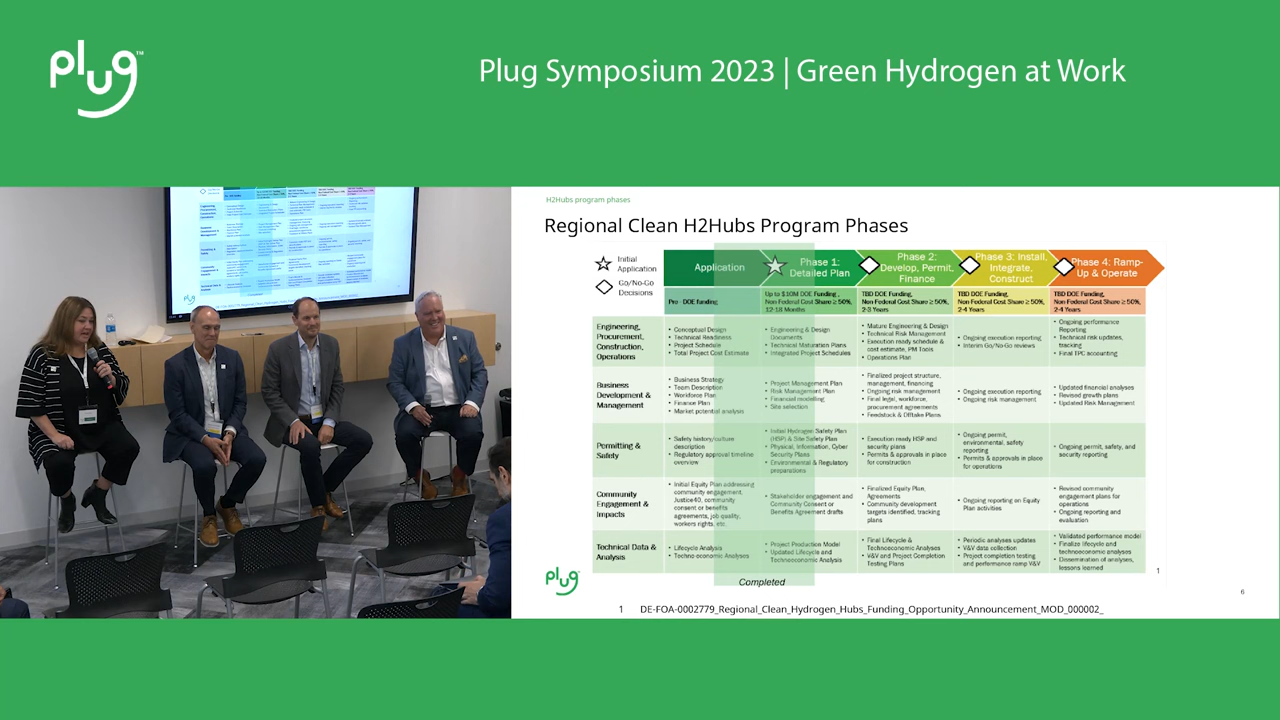 plug™
Plug Symposium 2023 | Green Hydrogen at Work
H2Hubs program phases
Regional Clean H2Hubs Program Phases
Initial
Application
Go/No-Go
Decisions
Application
Phase 1:
Detailed Plan
Phase 2:
Develop, Permit,
Finance
Phase 3: Install,
Integrate,
Construct
Phase 4: Ramp-
Up & Operate
Pre - DOE funding
Up to $10M DOE Funding ,
Non Federal Cost Share ≥ 50%,
12-18 Months
TBD DOE Funding,
Non Federal Cost Share ≥ 50%,
2-3 Years
TBD DOE Funding,
Non Federal Cost Share ≥ 50%,
2-4 Years
TBD DOE Funding,
Non Federal Cost Share ≥ 50%,
2-4 Years
Engineering,
Procurement,
Construction,
Operations
• Conceptual Design
• Technical Readiness
• Project Schedule
• Total Project Cost Estimate
• Engineering & Design
Documents
• Technical Maturation Plans
• Integrated Project Schedules
• Mature Engineering & Design
• Technical Risk Management
• Execution ready schedule &
cost estimate, PM Tools
• Operations Plan
• Ongoing execution reporting
• Interim Go/No-Go reviews
• Ongoing performance
Reporting
• Technical risk updates,
tracking
• Final TPC accounting
Business
Development &
Management
• Business Strategy
• Team Description
• Workforce Plan
• Finance Plan
• Market potential analysis
• Project Management Plan
• Risk Management Plan
• Financial modelling
• Site selection
• Finalized project structure,
management, financing
• Ongoing risk management
• Final legal, workforce,
procurement agreements
• Feedstock & Offtake Plans
• Ongoing execution reporting
• Ongoing risk management
• Updated financial analyses
• Revised growth plans
• Updated Risk Management
Permitting &
Safety
• Safety history/culture
description
• Regulatory approval timeline
overview
• Initial Hydrogen Safety Plan
(HSP) & Site Safety Plan
• Physical, Information, Cyber
Security Plans
• Environmental & Regulatory
preparations
• Execution ready HSP and
security plans
• Permits & approvals in place
for construction
• Ongoing permit,
environmental, safety
reporting
• Permits & approvals in place
for operations
• Ongoing permit, safety, and
security reporting
Community
Engagement &
Impacts
• Initial Equity Plan addressing
community engagement,
Justice40, community
consent or benefits
agreements, job quality,
workers rights, etc.
• Stakeholder engagement and
Community Consent or
Benefits Agreement drafts
• Finalized Equity Plan,
Agreements
• Community development
targets identified, tracking
plans
• Ongoing reporting on Equity
Plan activities
• Revised community
engagement plans for
operations
• Ongoing reporting and
evaluation
Technical Data &
Analysis
• Lifecycle Analysis
• Techno-economic Analyses
• Project Production Model
• Updated Lifecycle and
Technoeconomic Analysis
• Final Lifecycle &
Technoeconomic Analyses
• V&V and Project Completion
Testing Plans
• Periodic analyses updates
• V&V data collection
• Project completion testing
and performance ramp V&V
• Validated performance model
• Finalize lifecycle and
technoeconomic analyses
• Dissemination of analyses,
lessons learned
1
plug
Completed
6
1 DE-FOA-0002779_Regional_Clean_Hydrogen_Hubs_Funding_Opportunity_Announcement_MOD_000002_